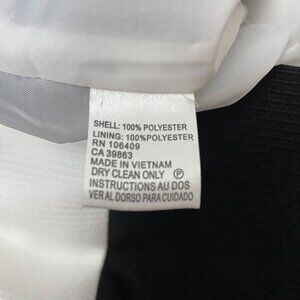 SHELL: 100% POLYESTER
LINING: 100%POLYESTER
RN 106409
CA 39863
MADE IN VIETNAM
DRY CLEAN ONLY Ⓟ
INSTRUCTIONS AU DOS
VER AL DORSO PARA CUIDADO